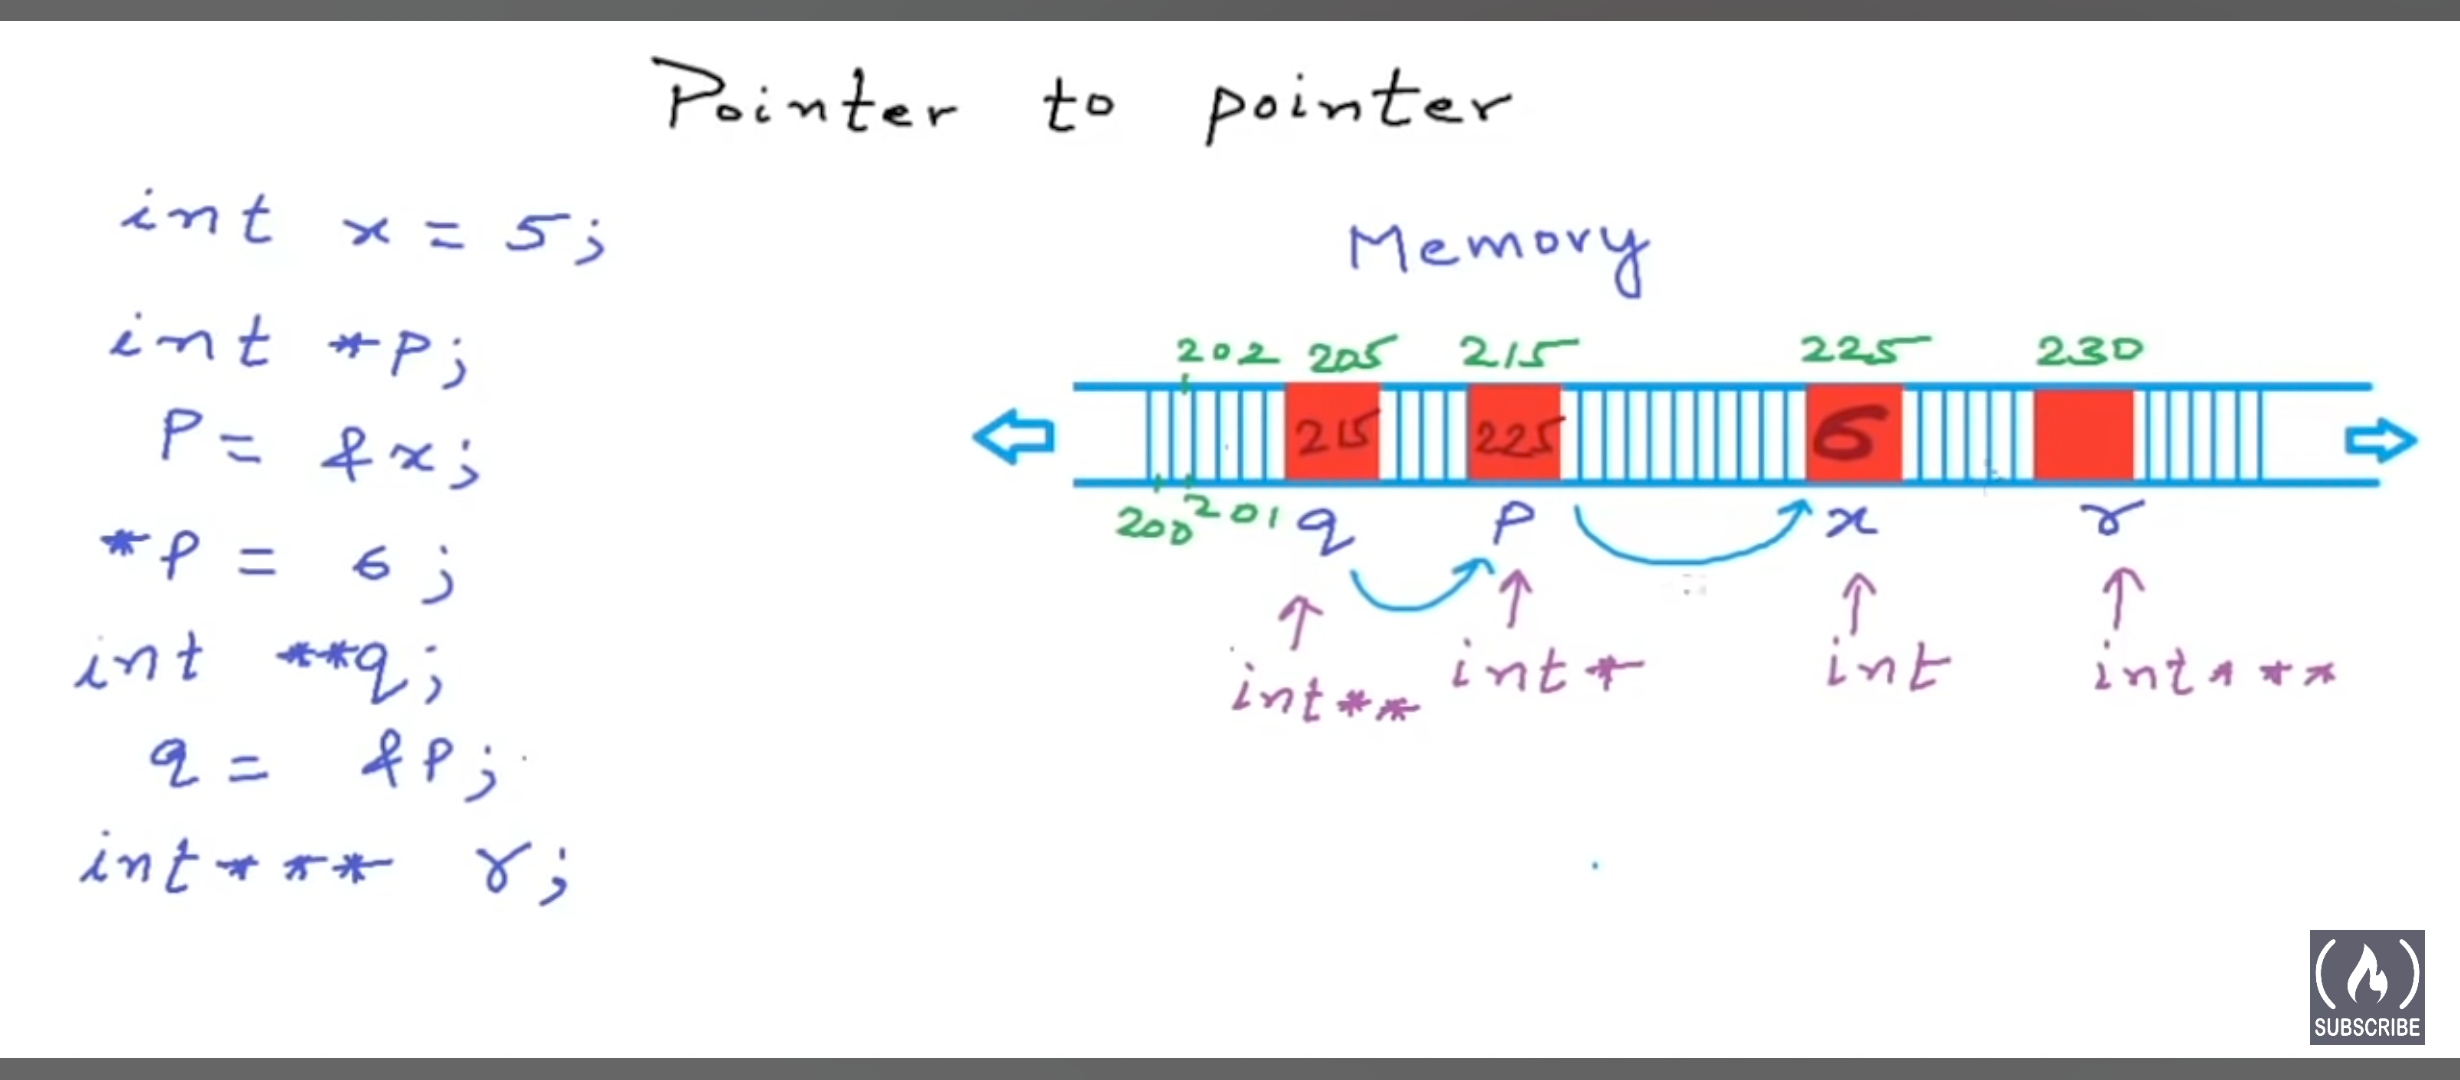 Pointer to pointer
int x = 5;
int *p;
P = &x;
*P = 6;
int **q;
q = &P;
int*** r;
Memory
202 205 215 225 230
215 225 6
200 201 q P x r
int** int* int int***
SUBSCRIBE